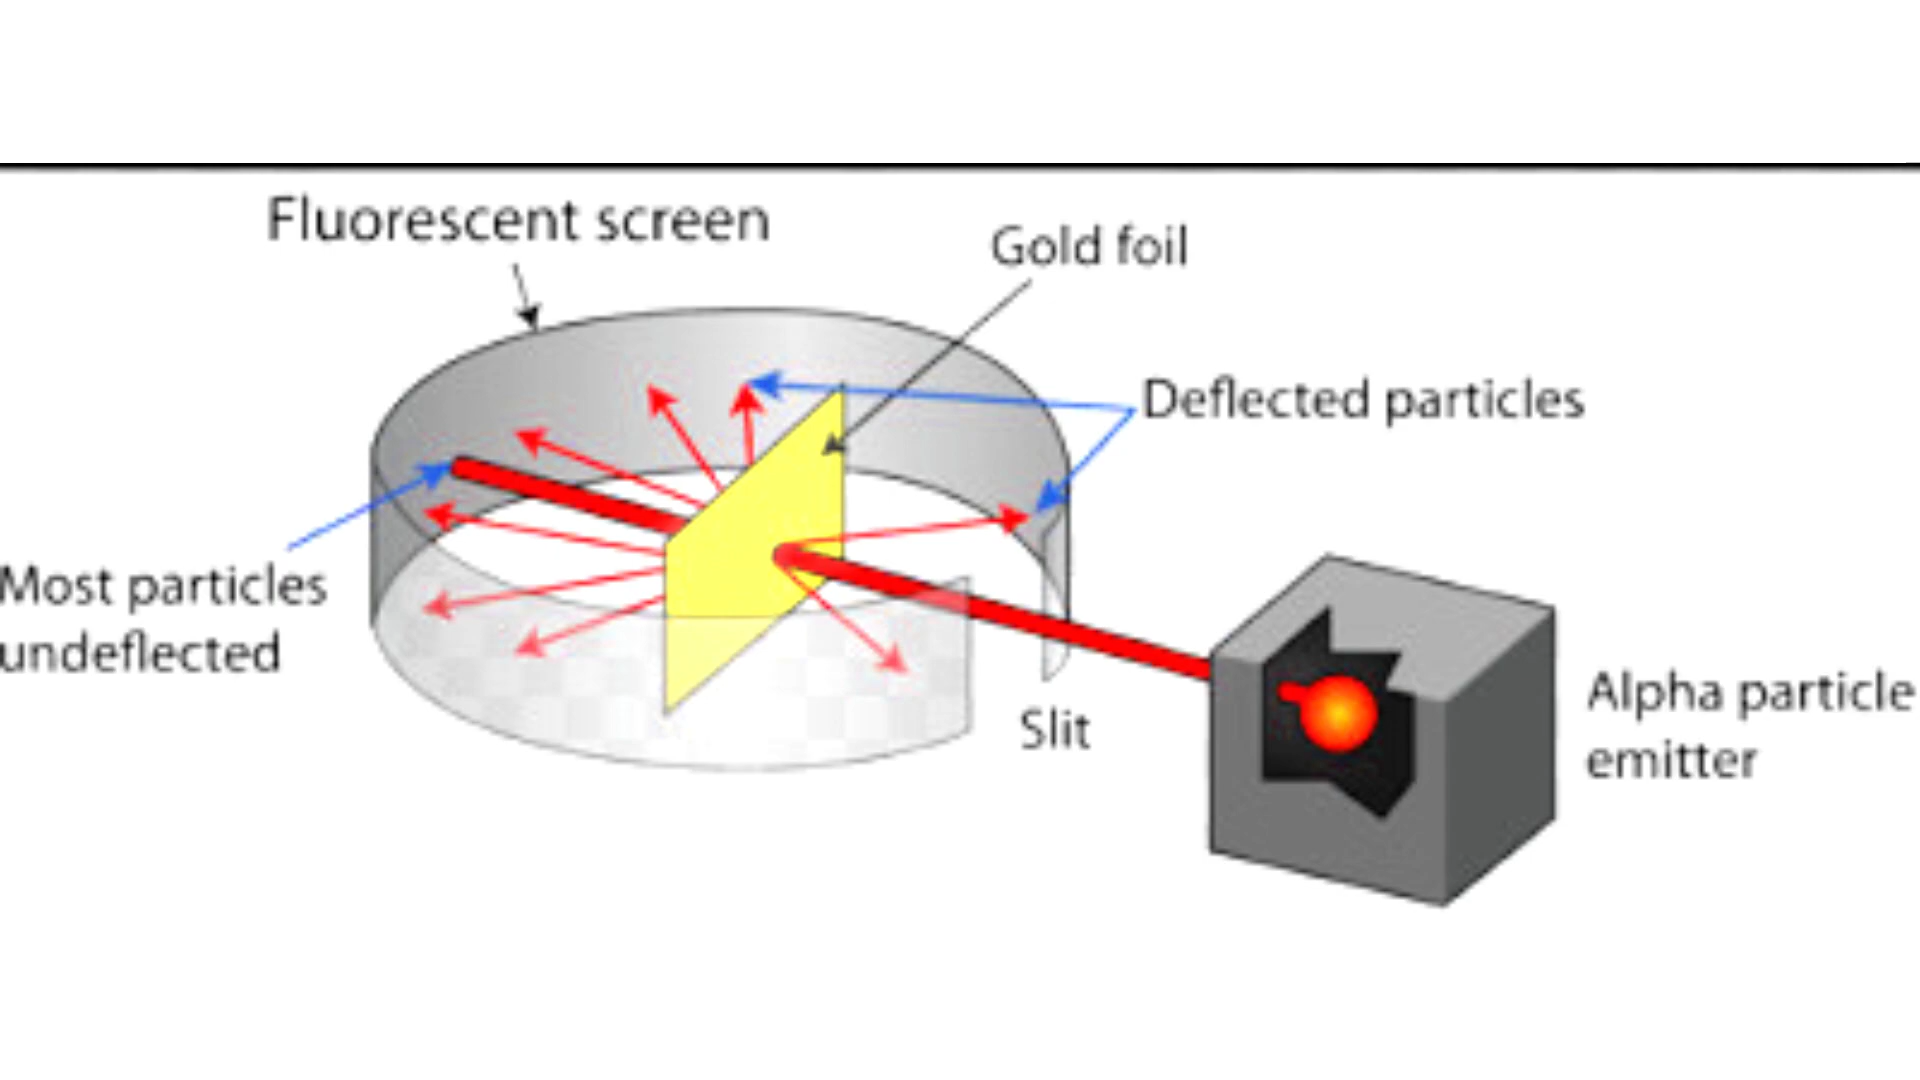 Fluorescent screen
Gold foil
Deflected particles
Most particles
undeflected
Slit
Alpha particle
emitter